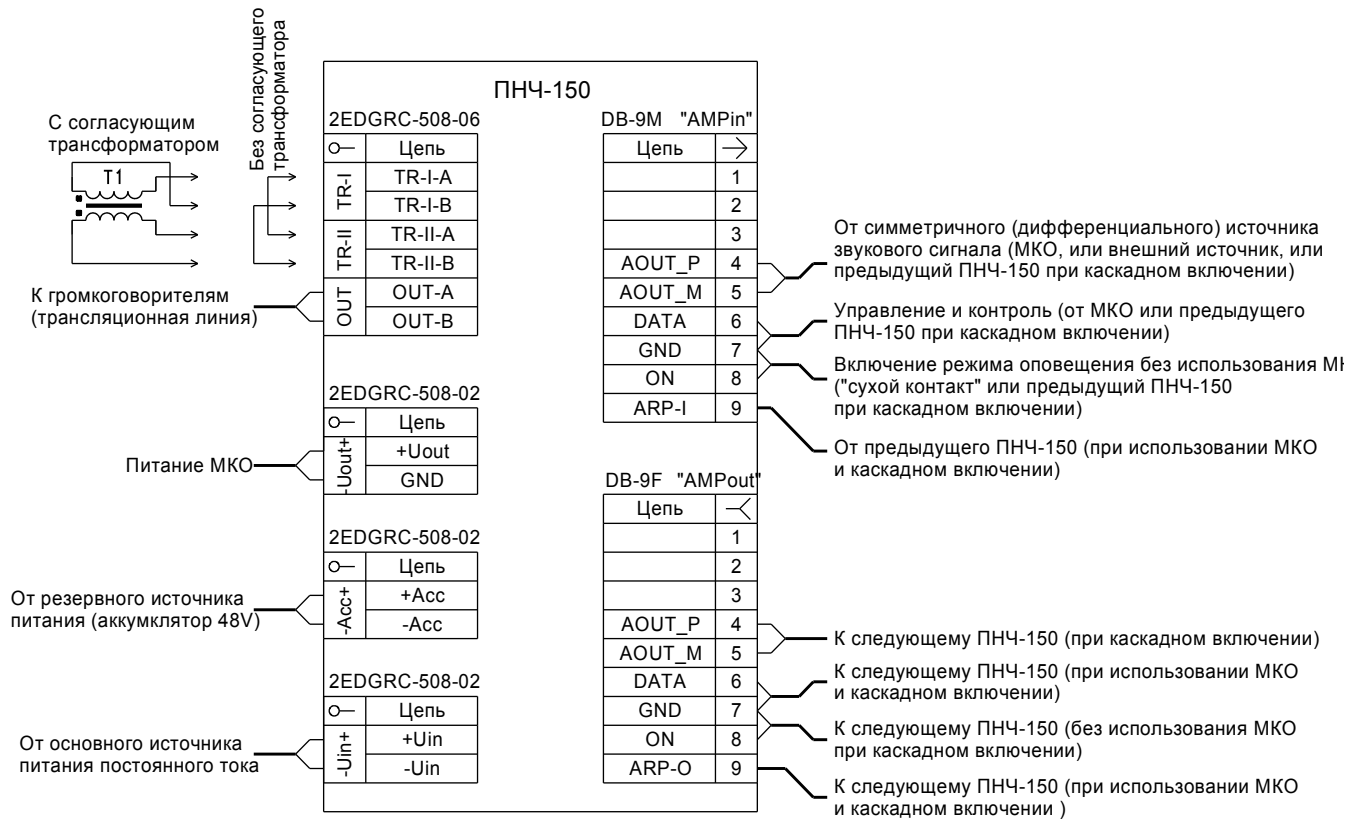 ПНЧ-150
С согласующим
трансформатором
T1
Без согласующего
трансформатора
К громкоговорителям
(трансляционная линия)
2EDGRC-508-06
Цепь
TR-I
TR-I-A
TR-I-B
TR-II
TR-II-A
TR-II-B
OUT
OUT-A
OUT-B
Питание МКО
2EDGRC-508-02
Цепь
-Uout+
+Uout
GND
От резервного источника
питания (аккумклятор 48V)
2EDGRC-508-02
Цепь
-Acc+
+Acc
-Acc
От основного источника
питания постоянного тока
2EDGRC-508-02
Цепь
-Uin+
+Uin
-Uin
DB-9M "AMPin"
Цепь
1
2
3
AOUT_P 4
AOUT_M 5
DATA 6
GND 7
ON 8
ARP-I 9
От симметричного (дифференциального) источника
звукового сигнала (МКО, или внешний источник, или
предыдущий ПНЧ-150 при каскадном включении)
Управление и контроль (от МКО или предыдущего
ПНЧ-150 при каскадном включении)
Включение режима оповещения без использования
("сухой контакт" или предыдущий ПНЧ-150
при каскадном включении)
От предыдущего ПНЧ-150 (при использовании МКО
и каскадном включении)
DB-9F "AMPout"
Цепь
1
2
3
AOUT_P 4
AOUT_M 5
DATA 6
GND 7
ON 8
ARP-O 9
К следующему ПНЧ-150 (при каскадном включении)
К следующему ПНЧ-150 (при использовании МКО
и каскадном включении)
К следующему ПНЧ-150 (без использования МКО
при каскадном включении)
К следующему ПНЧ-150 (при использовании МКО
и каскадном включении )